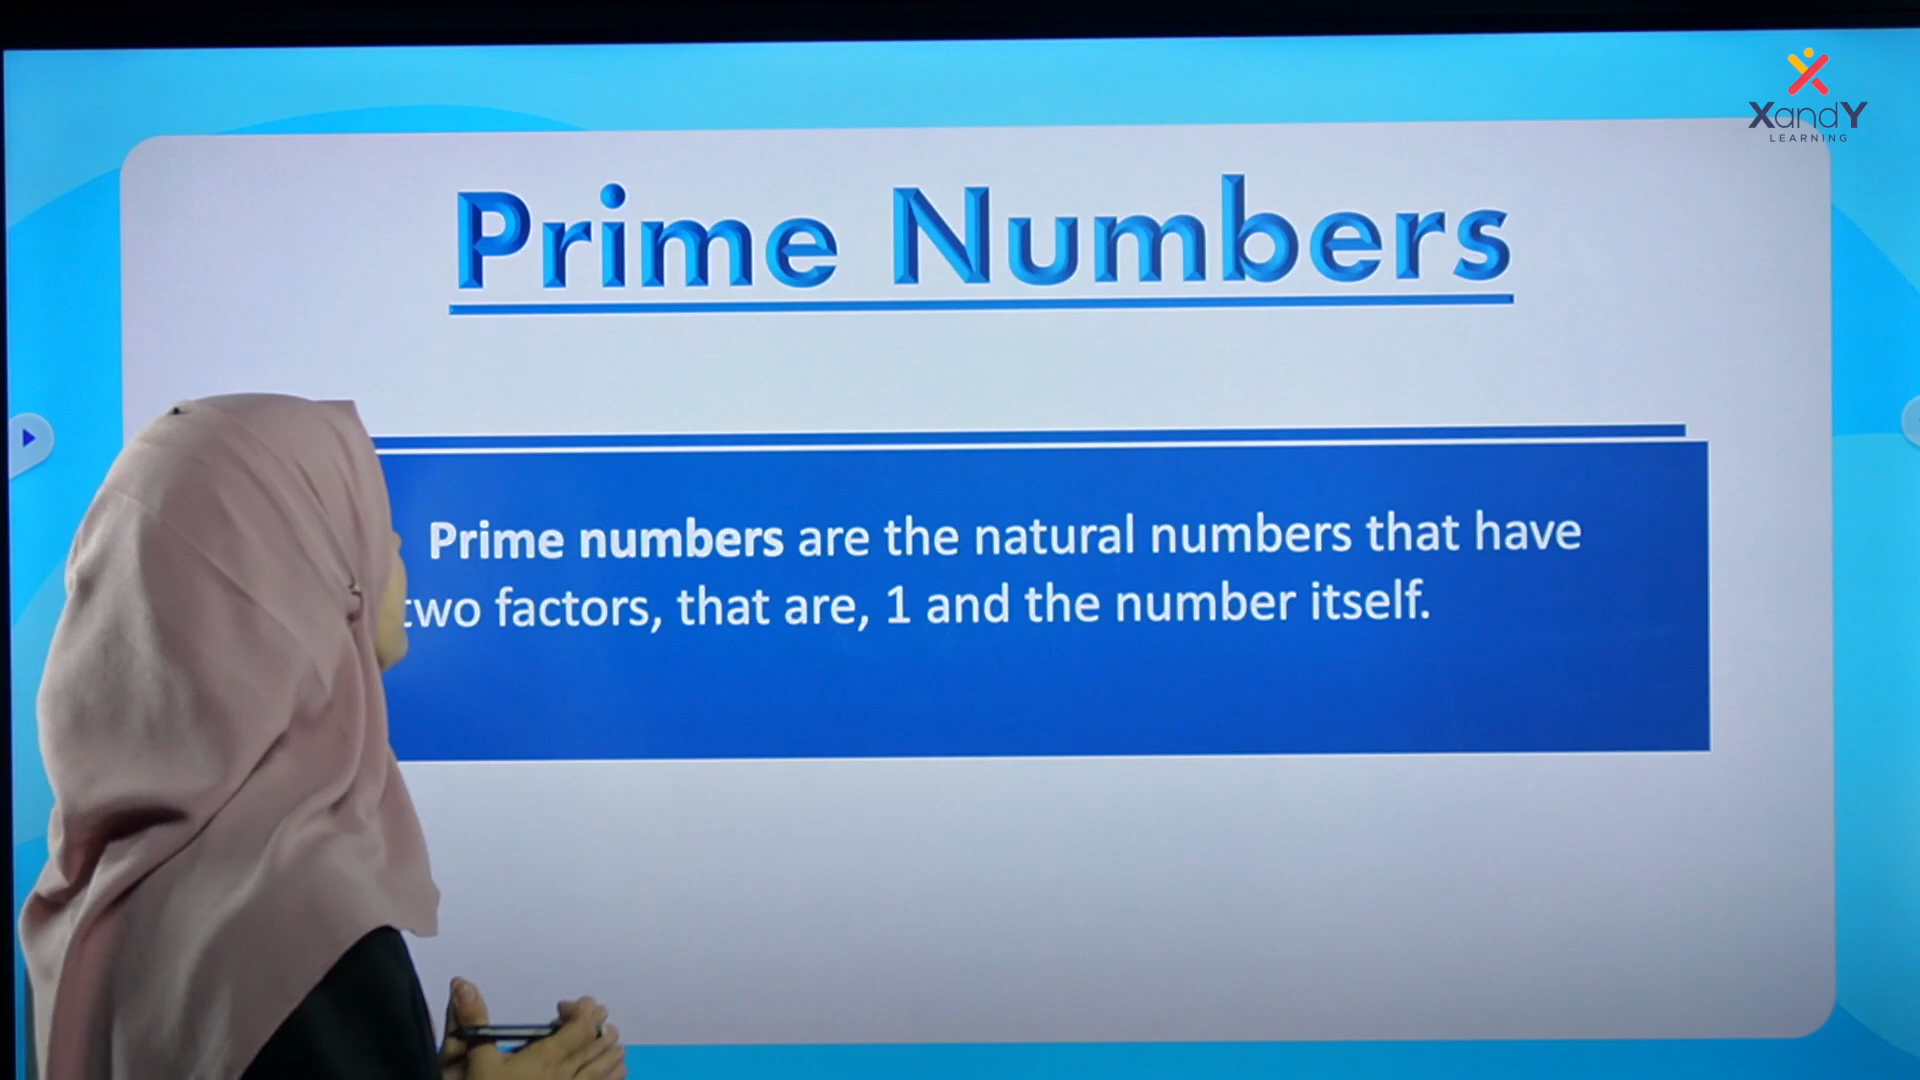 XandY
LEARNING
Prime Numbers
Prime numbers are the natural numbers that have
two factors, that are, 1 and the number itself.